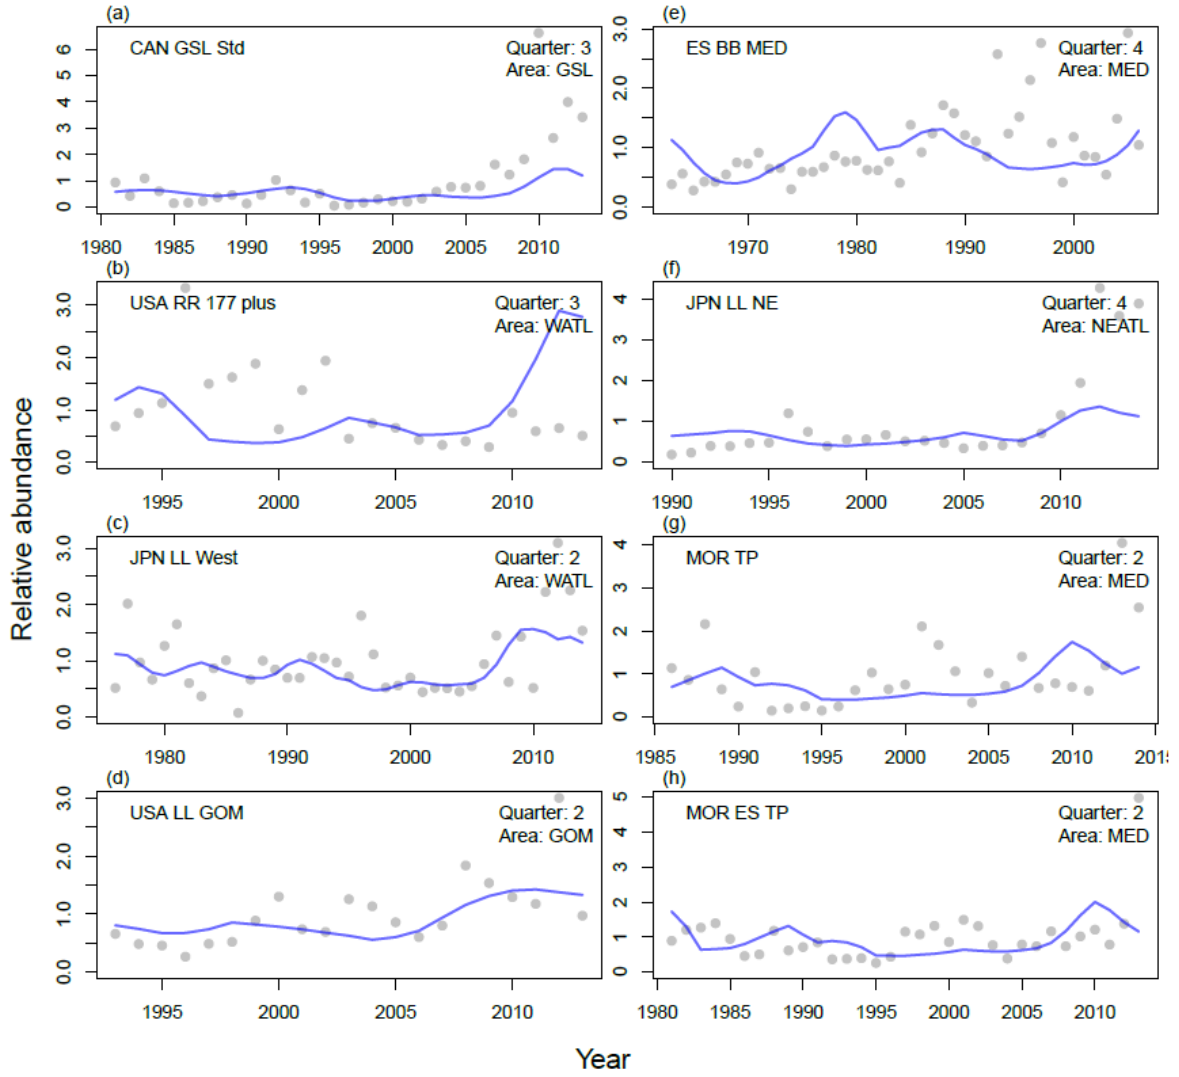 (a)
CAN GSL Std
Quarter: 3
Area: GSL
0 1 2 3 4 5 6
1980 1985 1990 1995 2000 2005 2010
(b)
USA RR 177 plus
Quarter: 3
Area: WATL
0.0 1.0 2.0 3.0
1995 2000 2005 2010
(c)
JPN LL West
Quarter: 2
Area: WATL
0.0 1.0 2.0 3.0
1980 1990 2000 2010
(d)
USA LL GOM
Quarter: 2
Area: GOM
0.0 1.0 2.0 3.0
1995 2000 2005 2010
(e)
ES BB MED
Quarter: 4
Area: MED
0.0 1.0 2.0 3.0
1970 1980 1990 2000
(f)
JPN LL NE
Quarter: 4
Area: NEATL
0 1 2 3 4
1990 1995 2000 2005 2010
(g)
MOR TP
Quarter: 2
Area: MED
0 1 2 3 4
1985 1990 1995 2000 2005 2010 201
(h)
MOR ES TP
Quarter: 2
Area: MED
0 1 2 3 4 5
1980 1985 1990 1995 2000 2005 2010
Relative abundance
Year